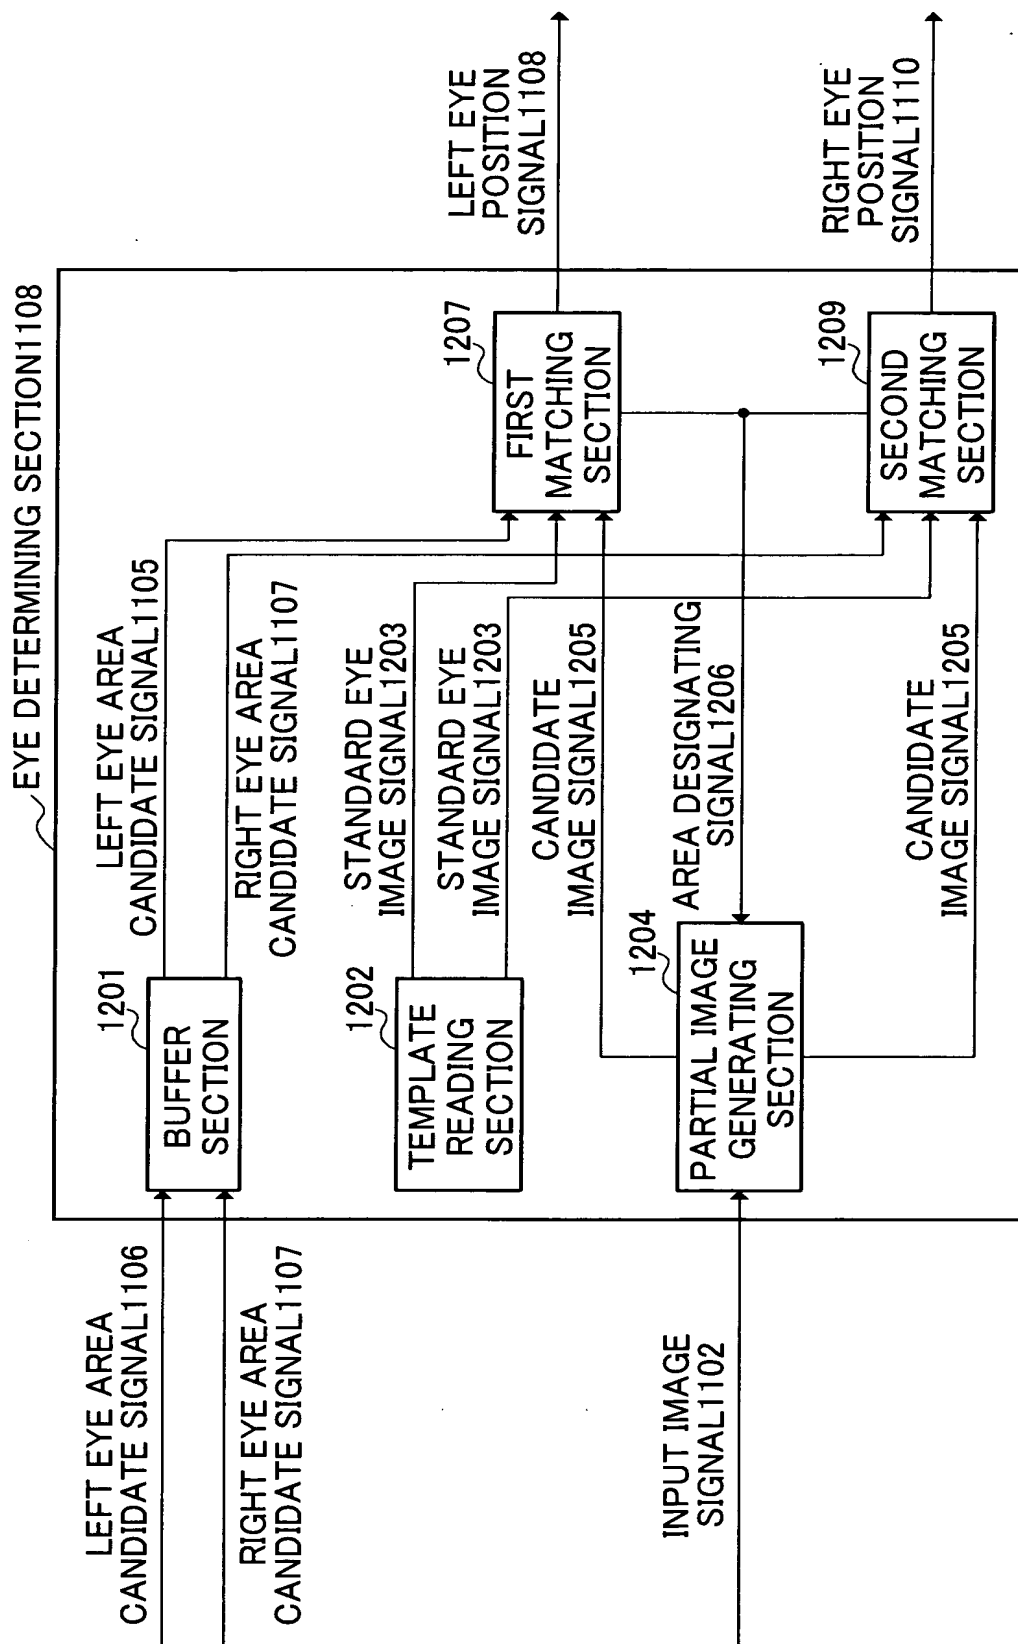 EYE DETERMINING SECTION1108
LEFT EYE AREA
CANDIDATE SIGNAL1106
RIGHT EYE AREA
CANDIDATE SIGNAL1107
INPUT IMAGE
SIGNAL1102
1201
BUFFER
SECTION
1202
TEMPLATE
READING
SECTION
1204
PARTIAL IMAGE
GENERATING
SECTION
LEFT EYE AREA
CANDIDATE SIGNAL1105
RIGHT EYE AREA
CANDIDATE SIGNAL1107
STANDARD EYE
IMAGE SIGNAL1203
STANDARD EYE
IMAGE SIGNAL1203
CANDIDATE
IMAGE SIGNAL1205
AREA DESIGNATING
SIGNAL1206
CANDIDATE
IMAGE SIGNAL1205
1207
FIRST
MATCHING
SECTION
1209
SECOND
MATCHING
SECTION
LEFT EYE
POSITION
SIGNAL1108
RIGHT EYE
POSITION
SIGNAL1110